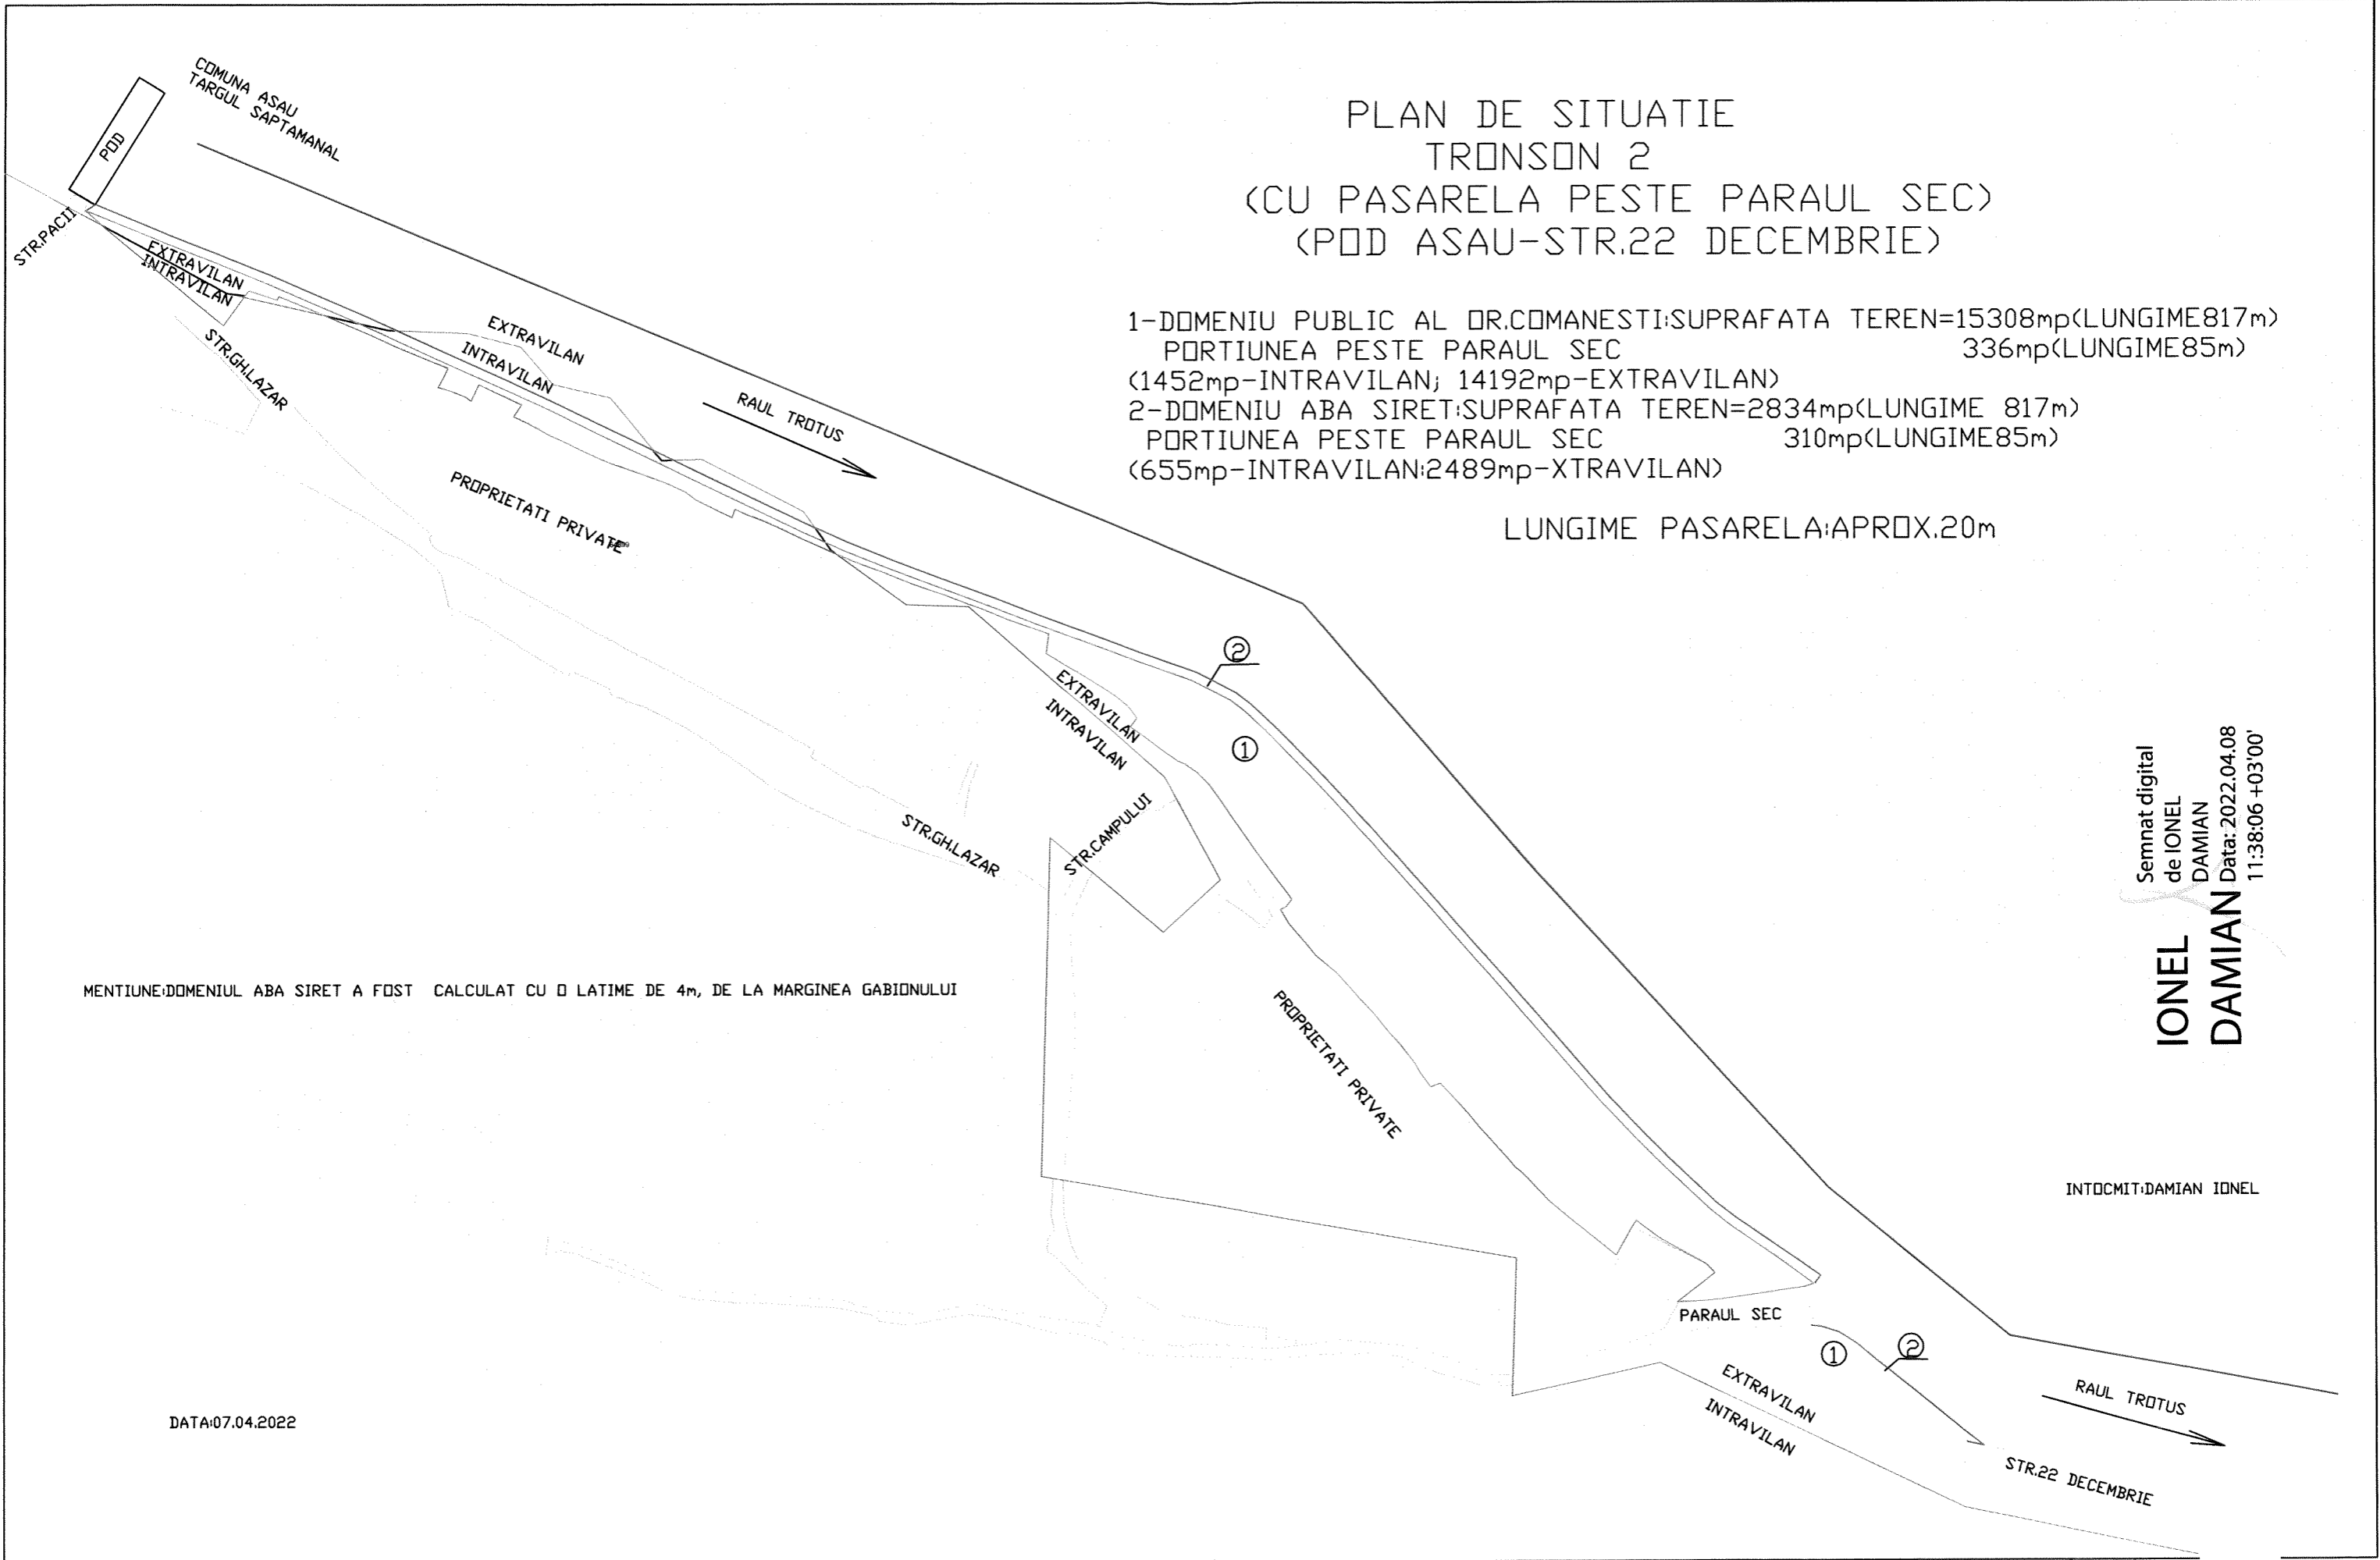 COMUNA ASAU
TARGUL SAPTAMANAL
POD
STR.PACII
PLAN DE SITUATIE
TRONSON 2
(CU PASARELA PESTE PARAUL SEC)
(POD ASAU-STR.22 DECEMBRIE)
EXTRAVILAN
INTRAVILAN
1-DOMENIU PUBLIC AL OR.COMANESTI:SUPRAFATA TEREN=15308mp(LUNGIME817m)
PORTIUNEA PESTE PARAUL SEC 336mp(LUNGIME85m)
(1452mp-INTRAVILAN; 14192mp-EXTRAVILAN)
2-DOMENIU ABA SIRET:SUPRAFATA TEREN=2834mp(LUNGIME 817m)
PORTIUNEA PESTE PARAUL SEC 310mp(LUNGIME85m)
(655mp-INTRAVILAN:2489mp-XTRAVILAN)
LUNGIME PASARELA:APROX.20m
STR.GH.LAZAR
EXTRAVILAN
INTRAVILAN
RAUL TROTUS
PROPRIETATI PRIVATE
2
1
EXTRAVILAN
INTRAVILAN
STR.GH.LAZAR
STR.CAMPULUI
Semnat digital
de IONEL
DAMIAN
Data: 2022.04.08
11:38:06 +03'00'
IONEL
DAMIAN
MENTIUNE:DOMENIUL ABA SIRET A FOST CALCULAT CU O LATIME DE 4m, DE LA MARGINEA GABIONULUI
PROPRIETATI PRIVATE
INTOCMIT:DAMIAN IONEL
PARAUL SEC
1
2
EXTRAVILAN
INTRAVILAN
RAUL TROTUS
STR.22 DECEMBRIE
DATA:07.04.2022